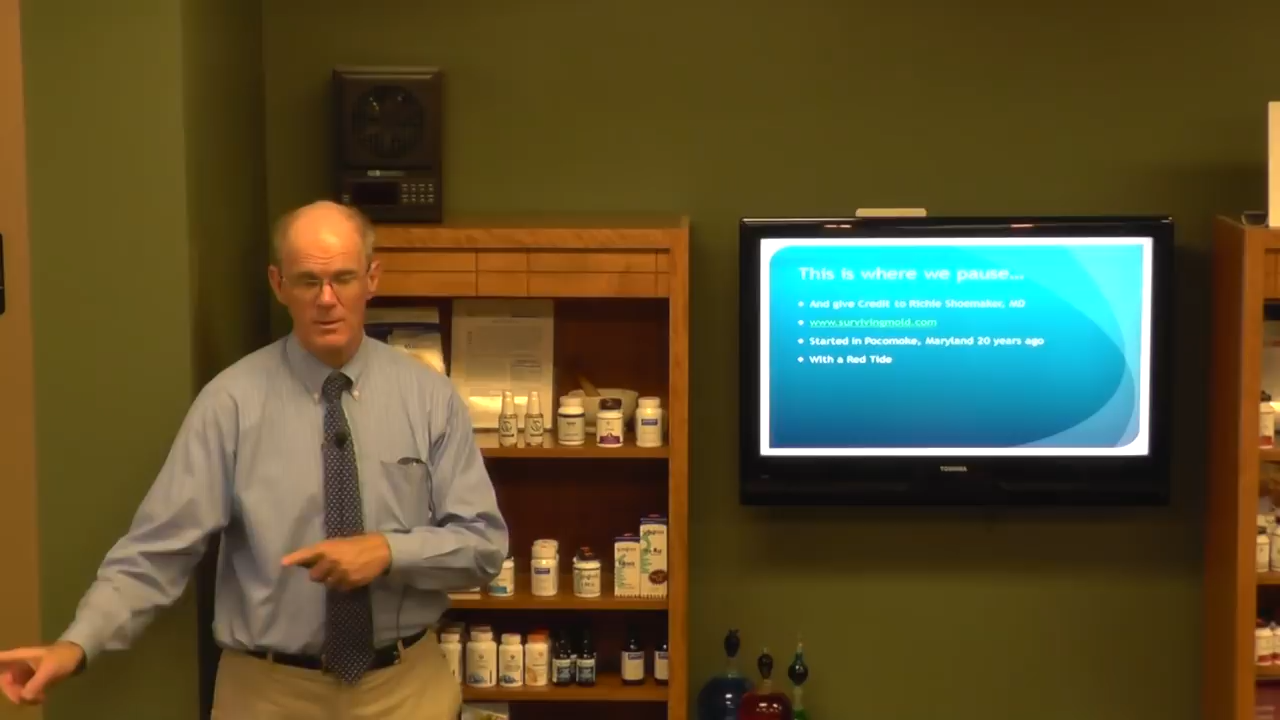 This is where we pause...
And give Credit to Richie Shoemaker, MD
www.survivingmold.com
Started in Pocomoke, Maryland 20 years ago
With a Red Tide
TOSHIBA